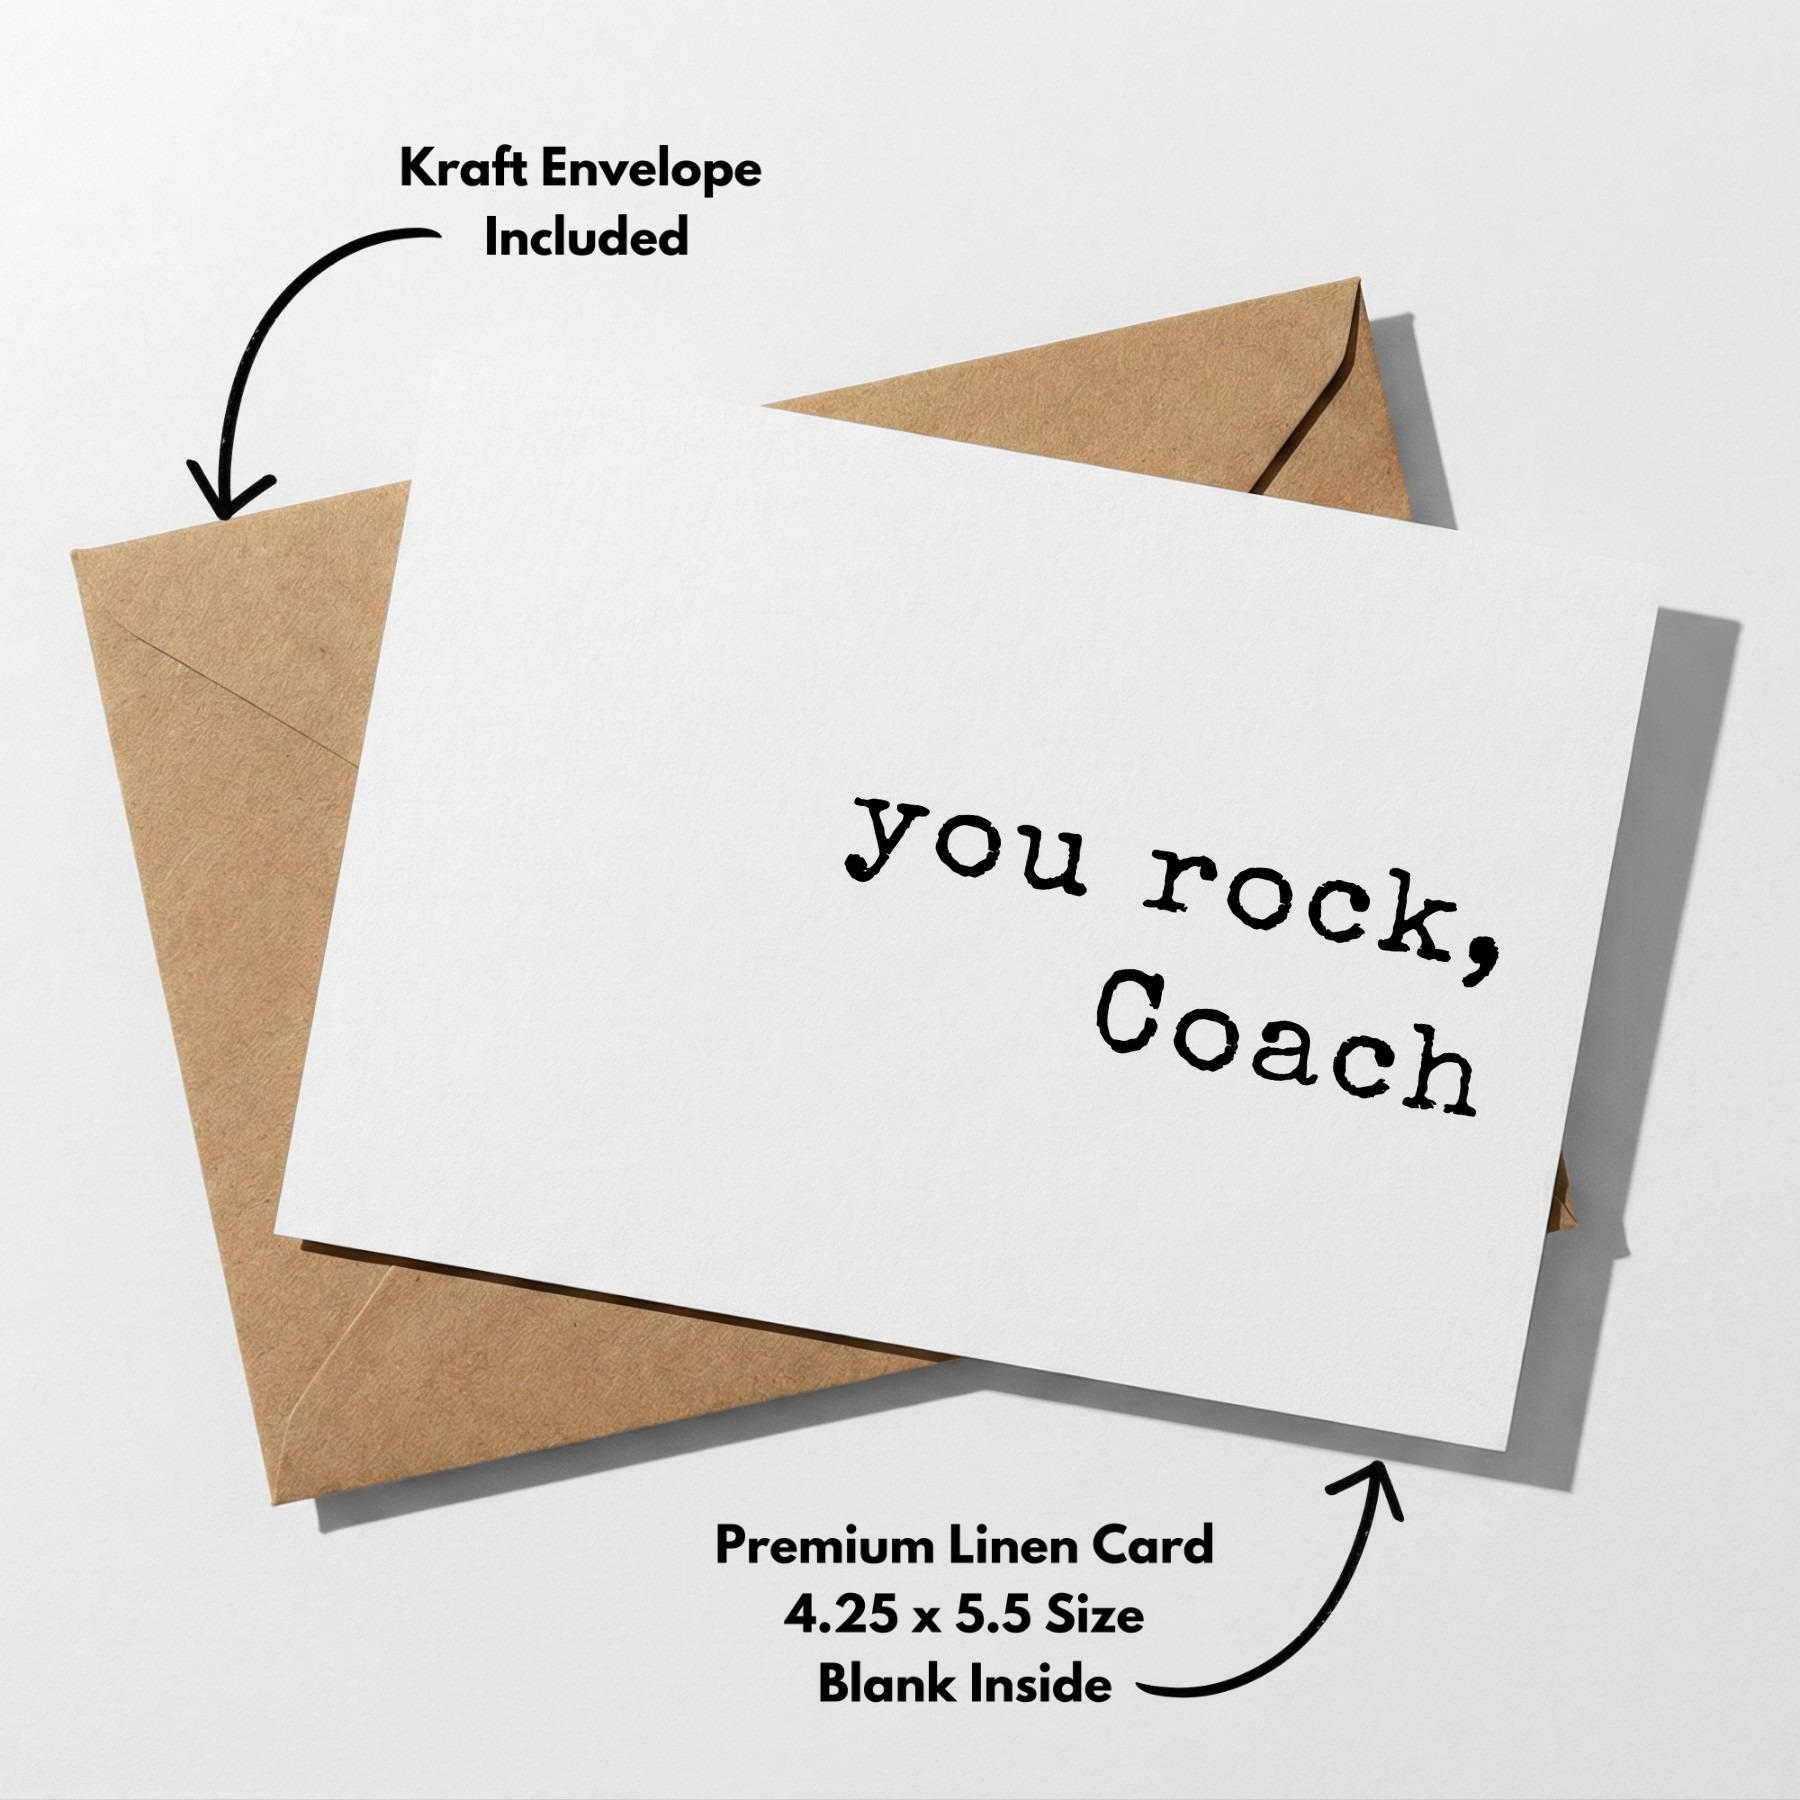 Kraft Envelope
Included
you rock,
Coach
Premium Linen Card
4.25 x 5.5 Size
Blank Inside